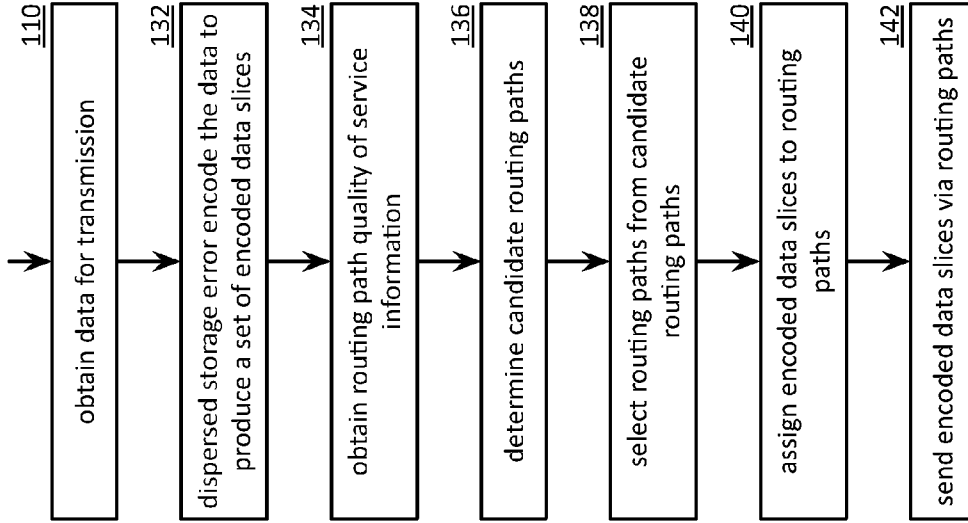 110
obtain data for transmission
132
dispersed storage error encode the data to
produce a set of encoded data slices
134
obtain routing path quality of service
information
136
determine candidate routing paths
138
select routing paths from candidate
routing paths
140
assign encoded data slices to routing
paths
142
send encoded data slices via routing paths